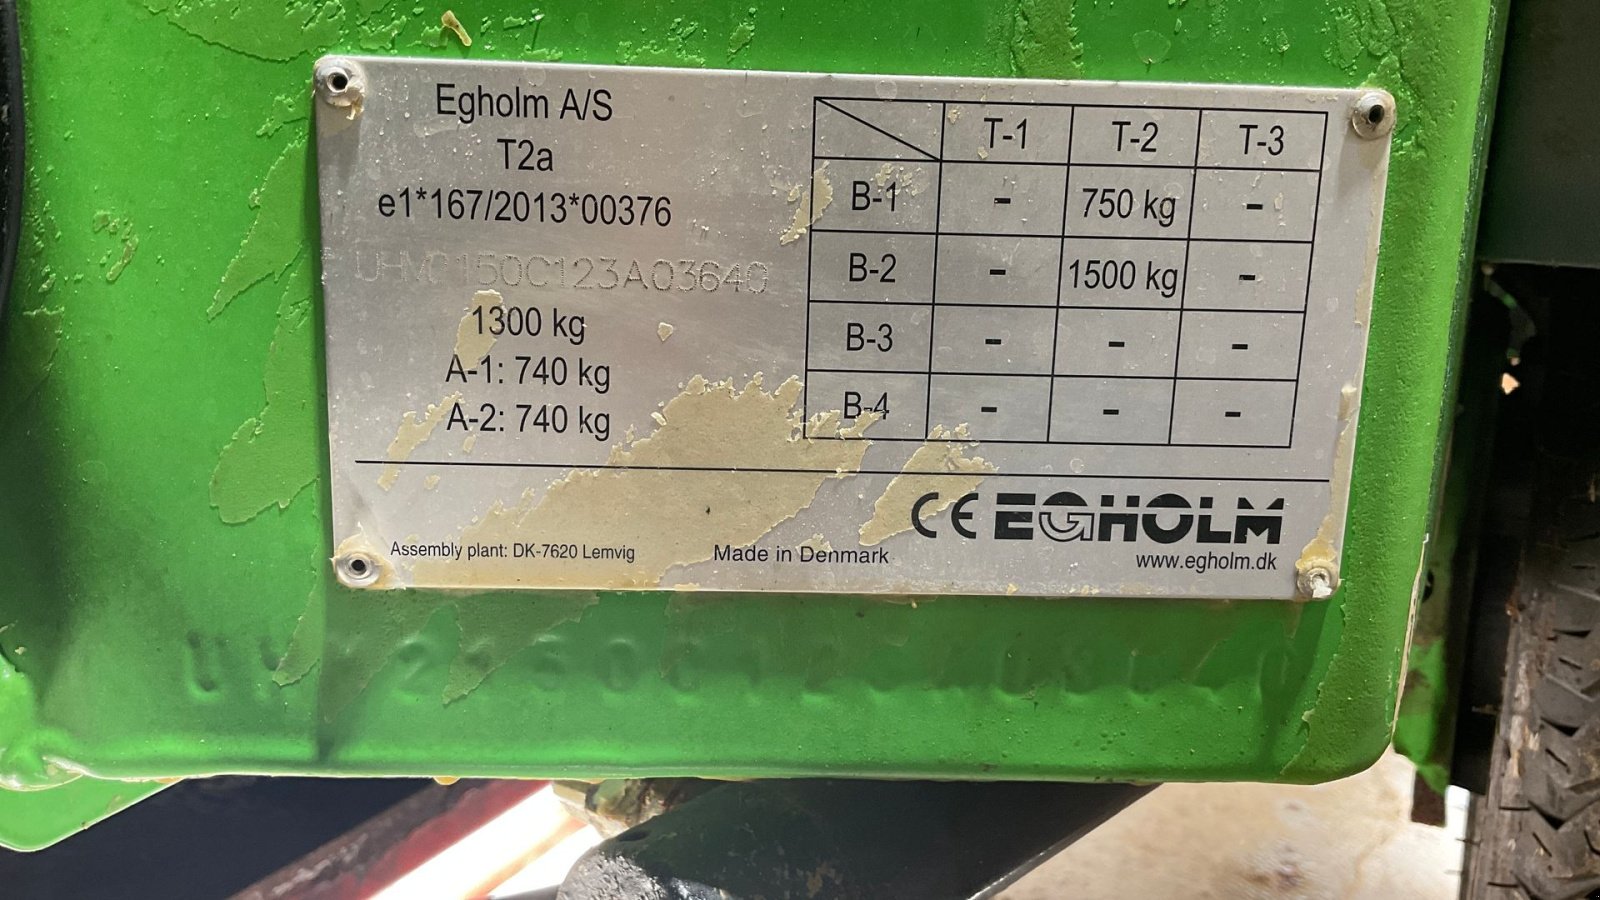 Egholm A/S
T2a
e1*167/2013*00376
1300 kg
A-1: 740 kg
A-2: 740 kg
T-1 T-2 T-3
B-1 - 750 kg -
B-2 - 1500 kg -
B-3 - - -
B-4 - - -
CE EGHOLM
www.egholm.dk
Assembly plant: DK-7620 Lemvig
Made in Denmark